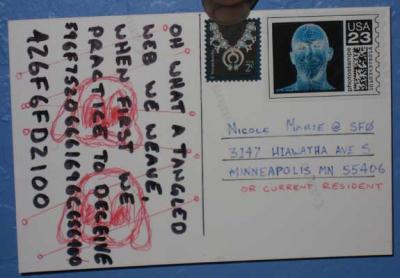 OH WHAT A TANGLED
WEB WE WEAVE,
WHEN FIRST WE
PRACTICE TO DECEIVE
USA
23
NICOLE MARIE @ SFØ
3147 HIAWATHA AVE S
MINNEAPOLIS, MN 55406
OR CURRENT RESIDENT